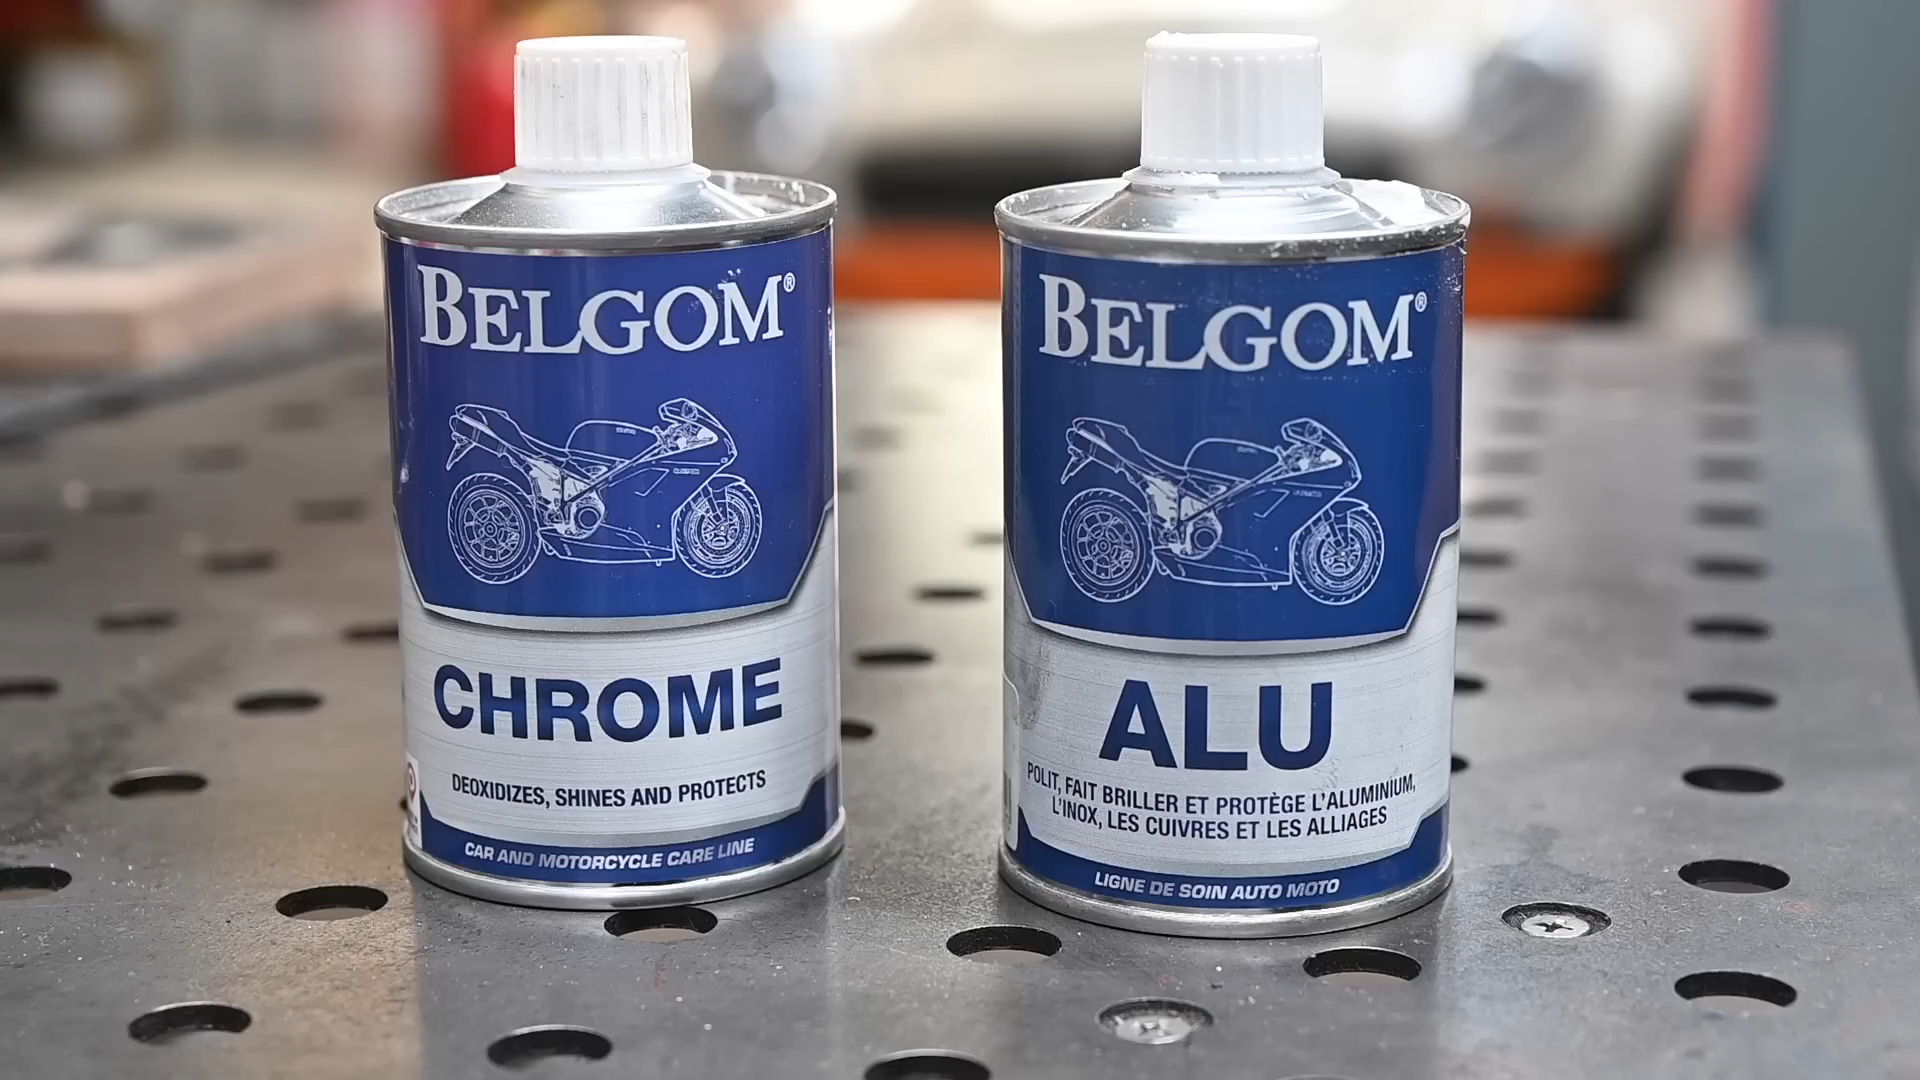 BELGOM®
CHROME
DEOXIDIZES, SHINES AND PROTECTS
CAR AND MOTORCYCLE CARE LINE
BELGOM®
ALU
POLIT, FAIT BRILLER ET PROTÈGE L'ALUMINIUM,
L'INOX, LES CUIVRES ET LES ALLIAGES
LIGNE DE SOIN AUTO MOTO